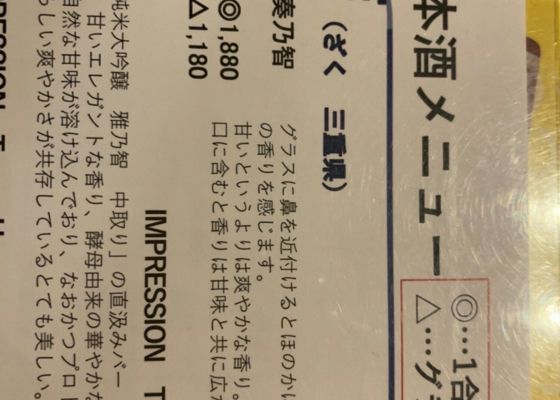 本酒メニュー
◎…1合
△…グ
（ざく 三重県）
奏乃智
◎1,880
△1,180
グラスに鼻を近付けるとほのかに
の香りを感じます。
甘いというよりは爽やかな香り。
口に含むと香りは甘味と共に広が
IMPRESSION T
純米大吟醸 雅乃智 中取り」の直汲みバー
甘いエレガントな香り、酵母由来の華やかな
自然な甘味が溶け込んでおり、なおかつプロ
らしい爽やかさが共存しているとても美しい。